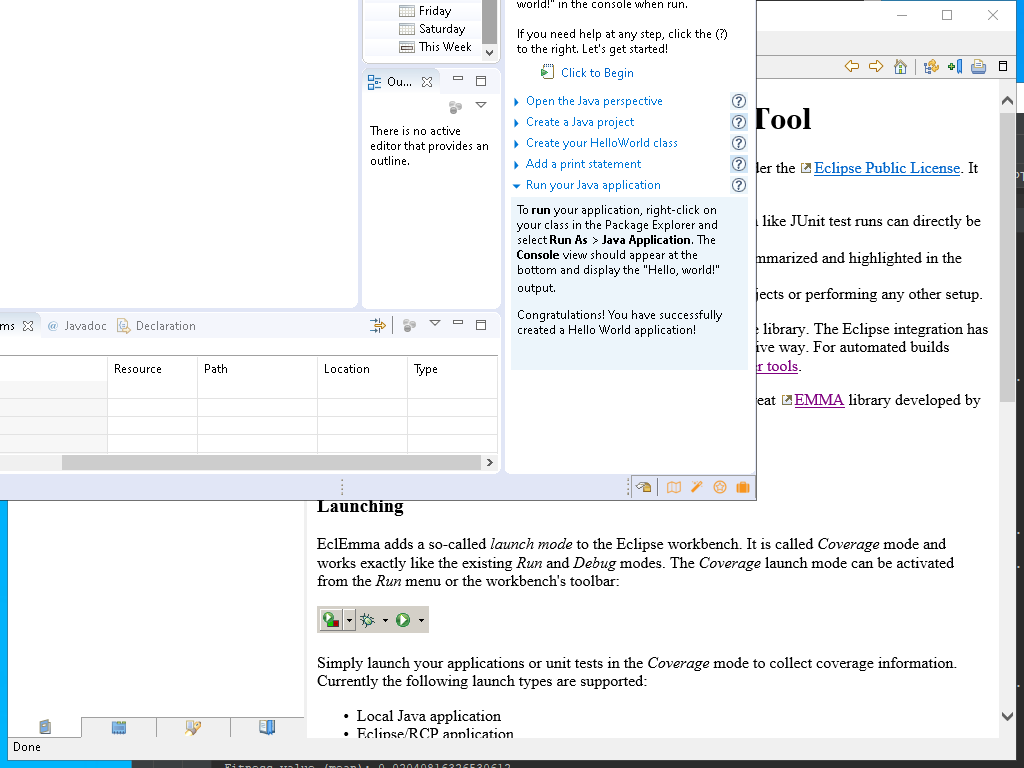 Friday
Saturday
This Week
Ou...
There is no active
editor that provides an
outline.
world!" in the console when run.
If you need help at any step, click the (?)
to the right. Let's get started!
Click to Begin
Open the Java perspective
Create a Java project
Create your HelloWorld class
Add a print statement
Run your Java application
To run your application, right-click on
your class in the Package Explorer and
select Run As > Java Application. The
Console view should appear at the
bottom and display the "Hello, world!"
output.
Congratulations! You have successfully
created a Hello World application!
ms
@ Javadoc
Declaration
Resource Path Location Type
Tool
der the Eclipse Public License. It
like JUnit test runs can directly be
mmarized and highlighted in the
jects or performing any other setup.
library. The Eclipse integration has
ive way. For automated builds
r tools.
eat EMMA library developed by
Launching
EclEmma adds a so-called launch mode to the Eclipse workbench. It is called Coverage mode and
works exactly like the existing Run and Debug modes. The Coverage launch mode can be activated
from the Run menu or the workbench's toolbar:
Simply launch your applications or unit tests in the Coverage mode to collect coverage information.
Currently the following launch types are supported:
• Local Java application
• Eclipse/RCP application
Done